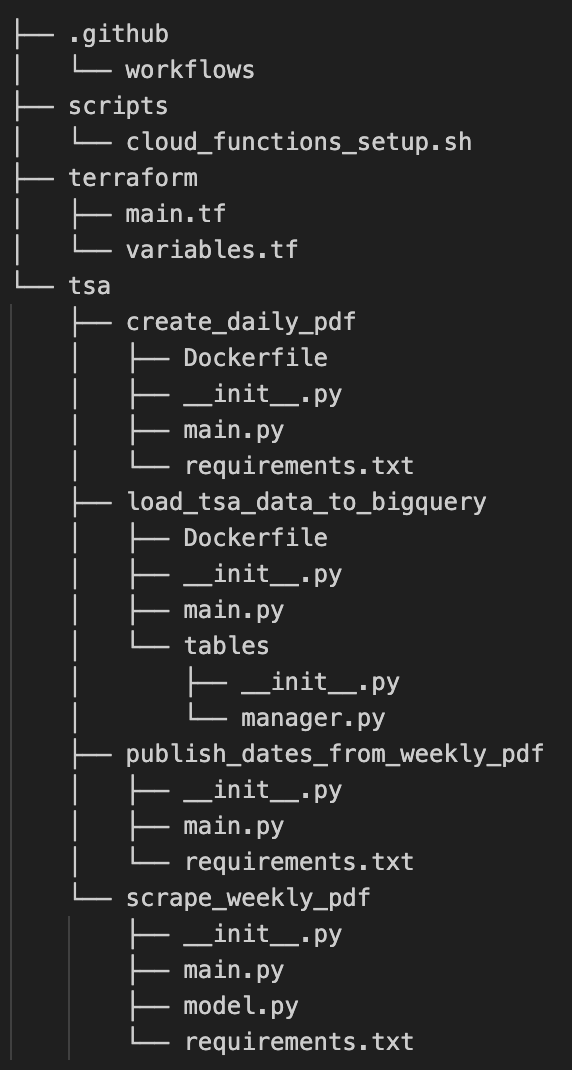 ├── .github
│   └── workflows
├── scripts
│   └── cloud_functions_setup.sh
├── terraform
│   ├── main.tf
│   └── variables.tf
└── tsa
    ├── create_daily_pdf
    │   ├── Dockerfile
    │   ├── __init__.py
    │   ├── main.py
    │   └── requirements.txt
    ├── load_tsa_data_to_bigquery
    │   ├── Dockerfile
    │   ├── __init__.py
    │   ├── main.py
    │   └── tables
    │       ├── __init__.py
    │       └── manager.py
    ├── publish_dates_from_weekly_pdf
    │   ├── __init__.py
    │   ├── main.py
    │   └── requirements.txt
    └── scrape_weekly_pdf
        ├── __init__.py
        ├── main.py
        ├── model.py
        └── requirements.txt